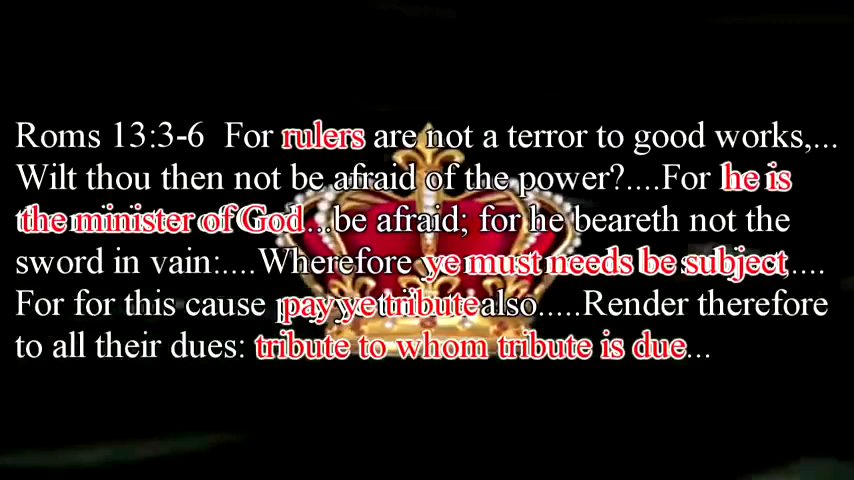 Roms 13:3-6 For rulers are not a terror to good works,...
Wilt thou then not be afraid of the power?....For he is
the minister of God...be afraid; for he beareth not the
sword in vain:....Wherefore ye must needs be subject....
For for this cause pay ye tribute also.....Render therefore
to all their dues: tribute to whom tribute is due...